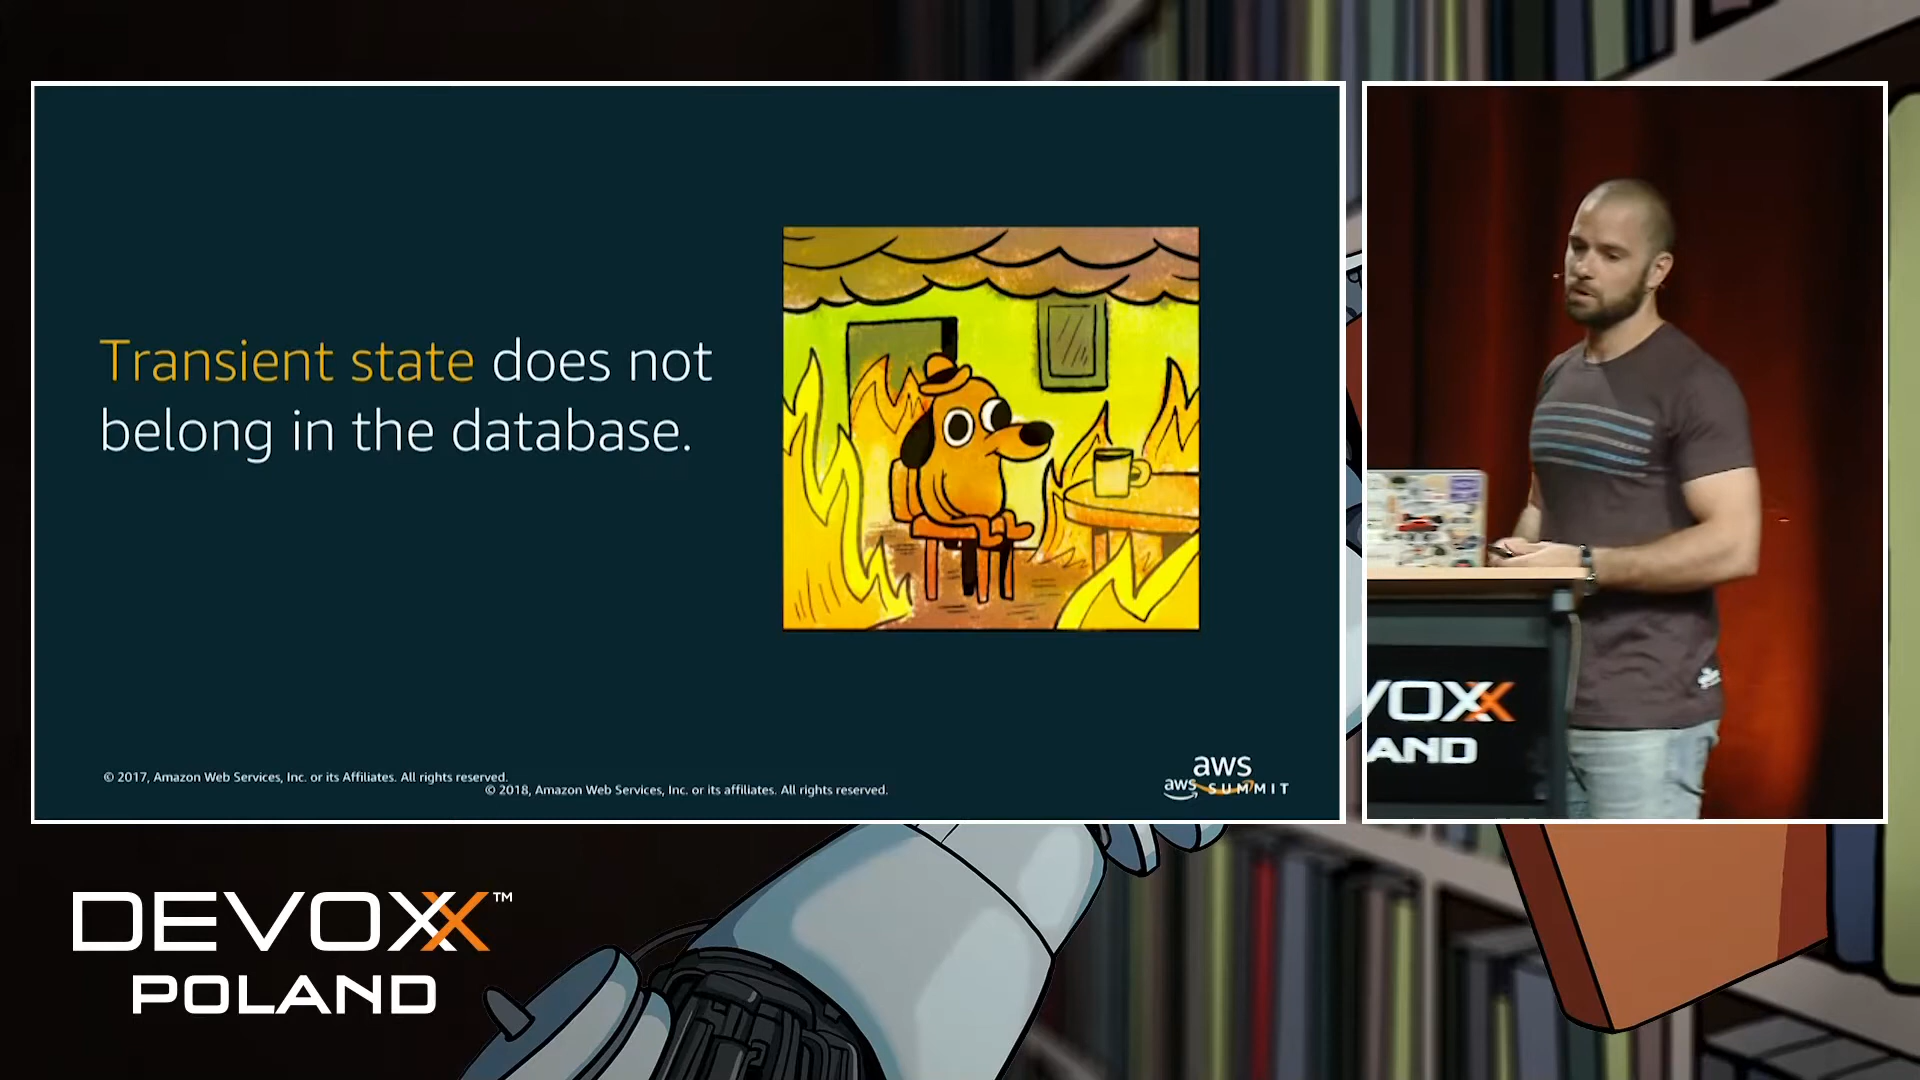 Transient state does not
belong in the database.
© 2017, Amazon Web Services, Inc. or its Affiliates. All rights reserved.
© 2018, Amazon Web Services, Inc. or its affiliates. All rights reserved.
aws
aws SUMMIT
VOXX
AND
DEVOXX™
POLAND